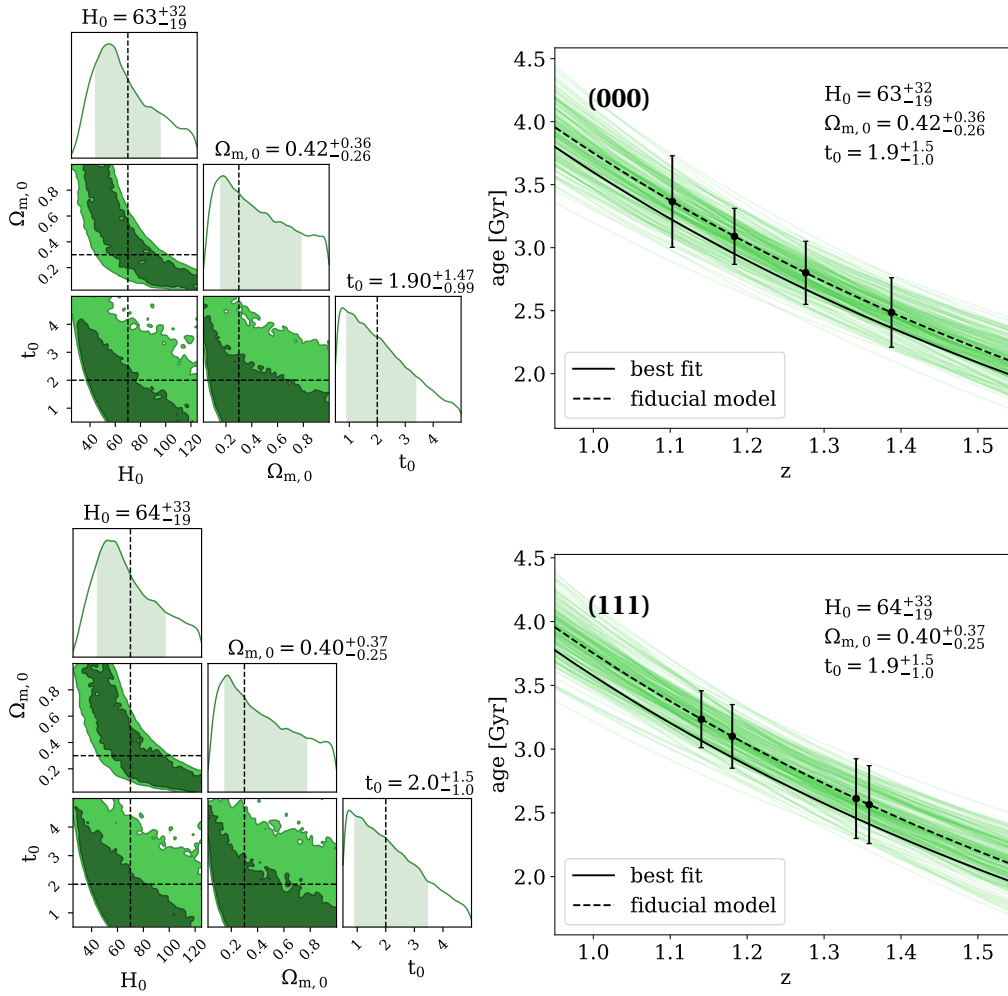 H₀ = 63⁺³²₋₁₉
Ωₘ,₀ = 0.42⁺⁰·³⁶₋₀.₂₆
t₀ = 1.90⁺¹·⁴⁷₋₀.₉₉
Ωₘ,₀
0.8
0.6
0.4
0.2
t₀
4
3
2
1
40 60 80 100 120
H₀
0.2 0.4 0.6 0.8
Ωₘ,₀
1 2 3 4
t₀
(000)
H₀ = 63⁺³²₋₁₉
Ωₘ,₀ = 0.42⁺⁰·³⁶₋₀.₂₆
t₀ = 1.9⁺¹·⁵₋₁.₀
age [Gyr]
4.5
4.0
3.5
3.0
2.5
2.0
best fit
fiducial model
1.0 1.1 1.2 1.3 1.4 1.5
z
H₀ = 64⁺³³₋₁₉
Ωₘ,₀ = 0.40⁺⁰·³⁷₋₀.₂₅
t₀ = 2.0⁺¹·⁵₋₁.₀
Ωₘ,₀
0.8
0.6
0.4
0.2
t₀
4
3
2
1
40 60 80 100 120
H₀
0.2 0.4 0.6 0.8
Ωₘ,₀
1 2 3 4
t₀
(111)
H₀ = 64⁺³³₋₁₉
Ωₘ,₀ = 0.40⁺⁰·³⁷₋₀.₂₅
t₀ = 1.9⁺¹·⁵₋₁.₀
age [Gyr]
4.5
4.0
3.5
3.0
2.5
2.0
best fit
fiducial model
1.0 1.1 1.2 1.3 1.4 1.5
z